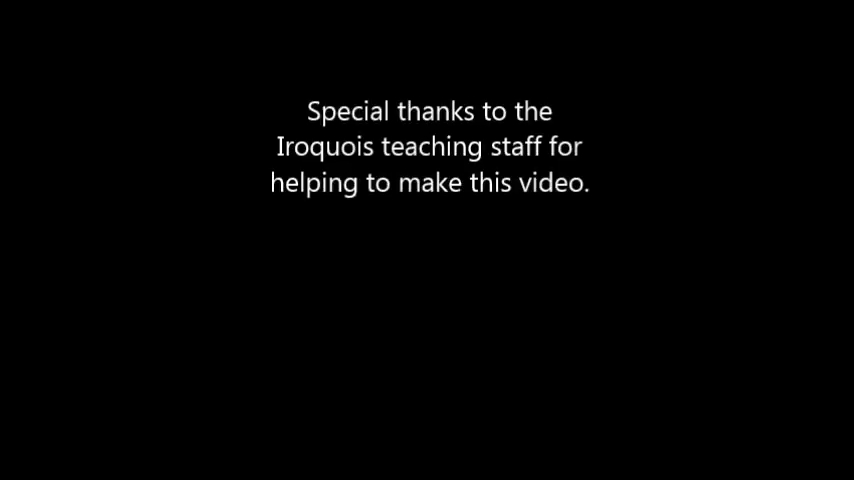 Special thanks to the
Iroquois teaching staff for
helping to make this video.